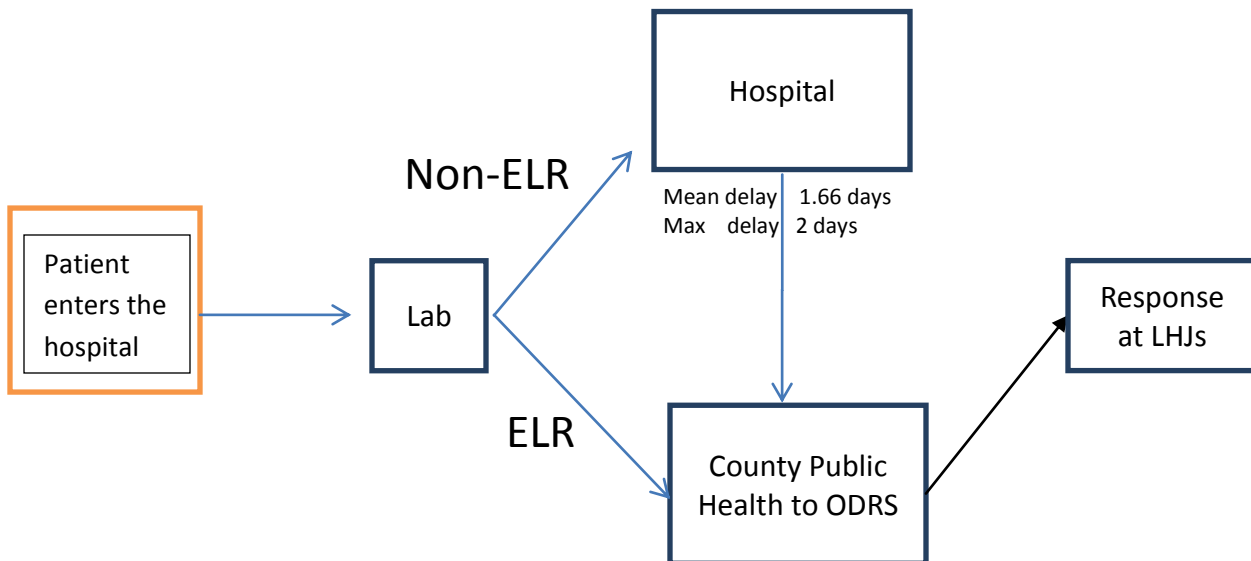 Hospital
Non-ELR
Mean delay 1.66 days
Max delay 2 days
Patient
enters the
hospital
Lab
Response
at LHJs
ELR
County Public
Health to ODRS